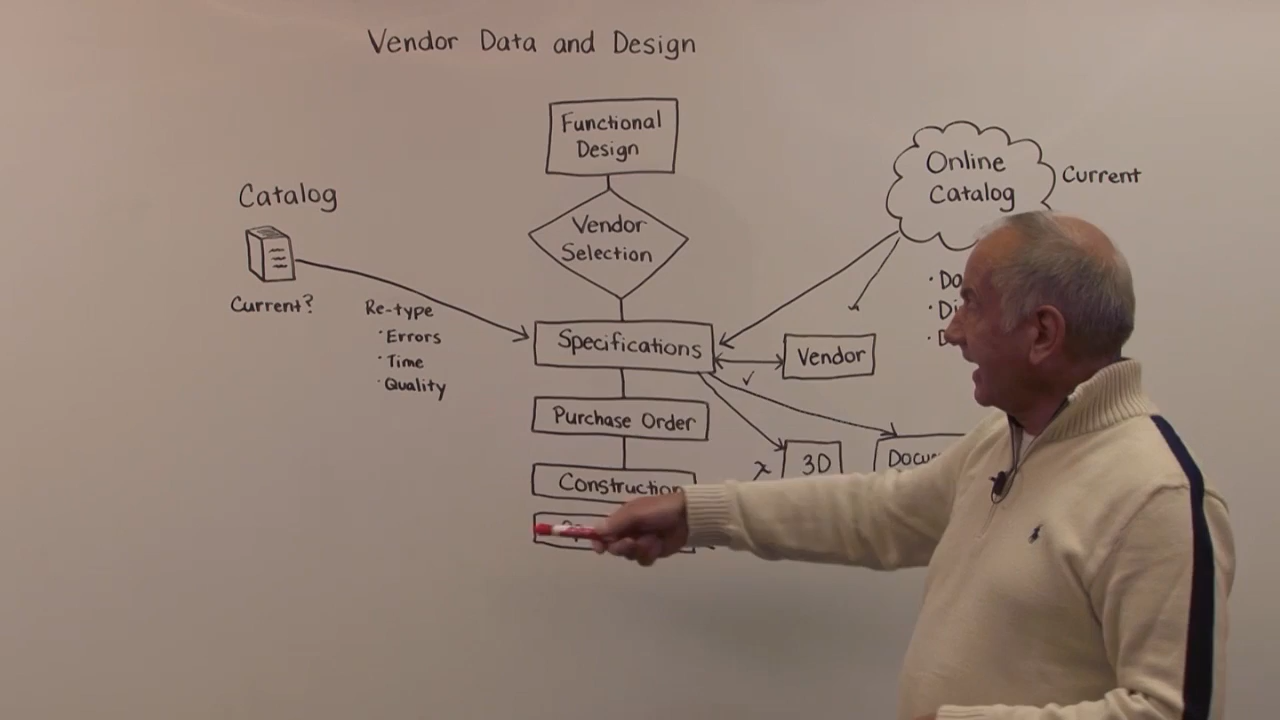 Vendor Data and Design
Functional
Design
Vendor
Selection
Specifications
Purchase Order
Construction
Catalog
Current?
Re-type
· Errors
· Time
· Quality
Online
Catalog
Current
Vendor
3D